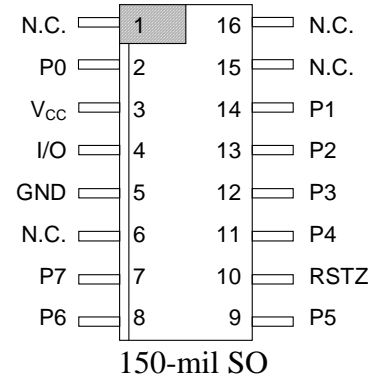 N.C. 1 16 N.C.
P0 2 15 N.C.
VCC 3 14 P1
I/O 4 13 P2
GND 5 12 P3
N.C. 6 11 P4
P7 7 10 RSTZ
P6 8 9 P5
150-mil SO